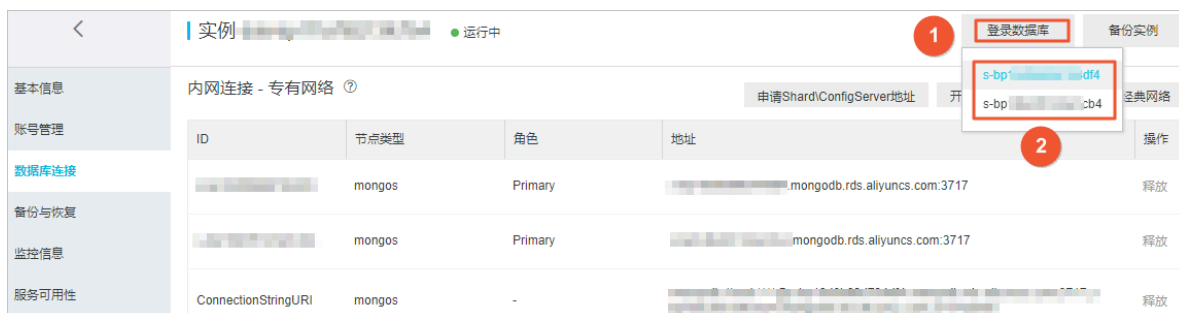 实例 运行中
1
登录数据库
备份实例
s-bp1 df4
s-bp cb4
2
基本信息
账号管理
数据库连接
备份与恢复
监控信息
服务可用性
内网连接 - 专有网络
申请Shard\ConfigServer地址
开
经典网络
ID 节点类型 角色 地址 操作
mongos Primary .mongodb.rds.aliyuncs.com:3717 释放
mongos Primary mongodb.rds.aliyuncs.com:3717 释放
ConnectionStringURI mongos - 释放